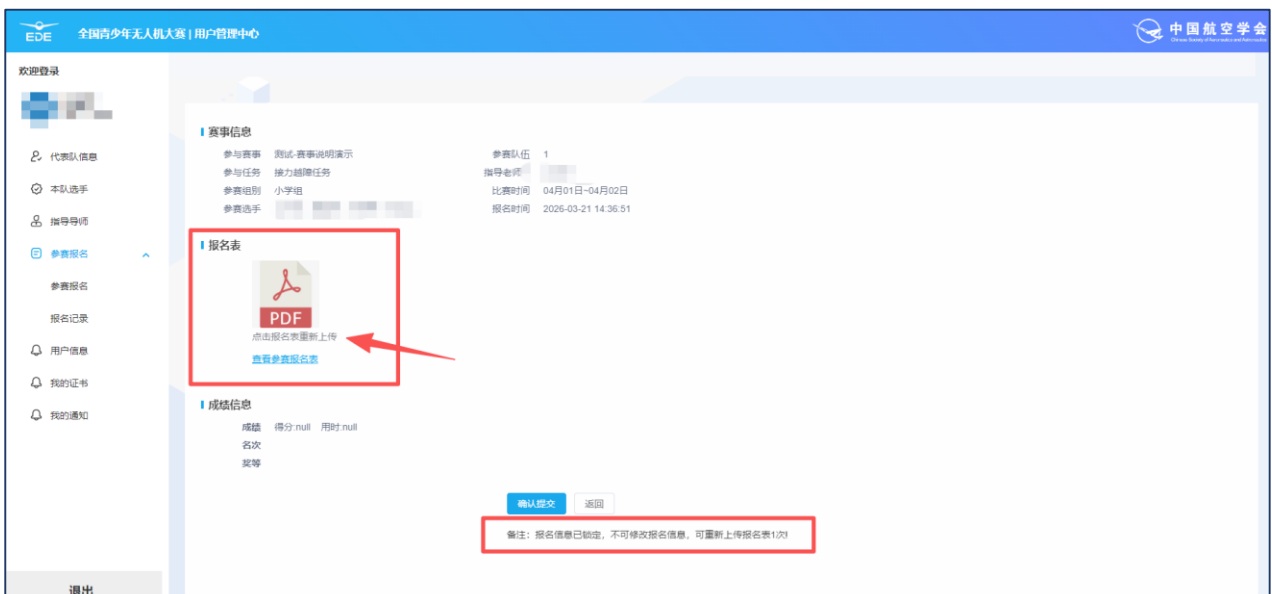 EDE 全国青少年无人机大赛 | 用户管理中心 中国航空学会
欢迎登录
代表队信息
本队选手
指导导师
参赛报名
参赛报名
报名记录
用户信息
我的证书
我的通知
退出
赛事信息
参与赛事 测试-赛事说明演示 参赛队伍 1
参与任务 接力越障任务 指导老师
参赛组别 小学组 比赛时间 04月01日~04月02日
参赛选手 报名时间 2026-03-21 14:36:51
报名表
PDF
点击报名表重新上传
查看参赛报名表
成绩信息
成绩 得分:null 用时:null
名次
奖等
确认提交 返回
备注：报名信息已锁定，不可修改报名信息，可重新上传报名表1次!